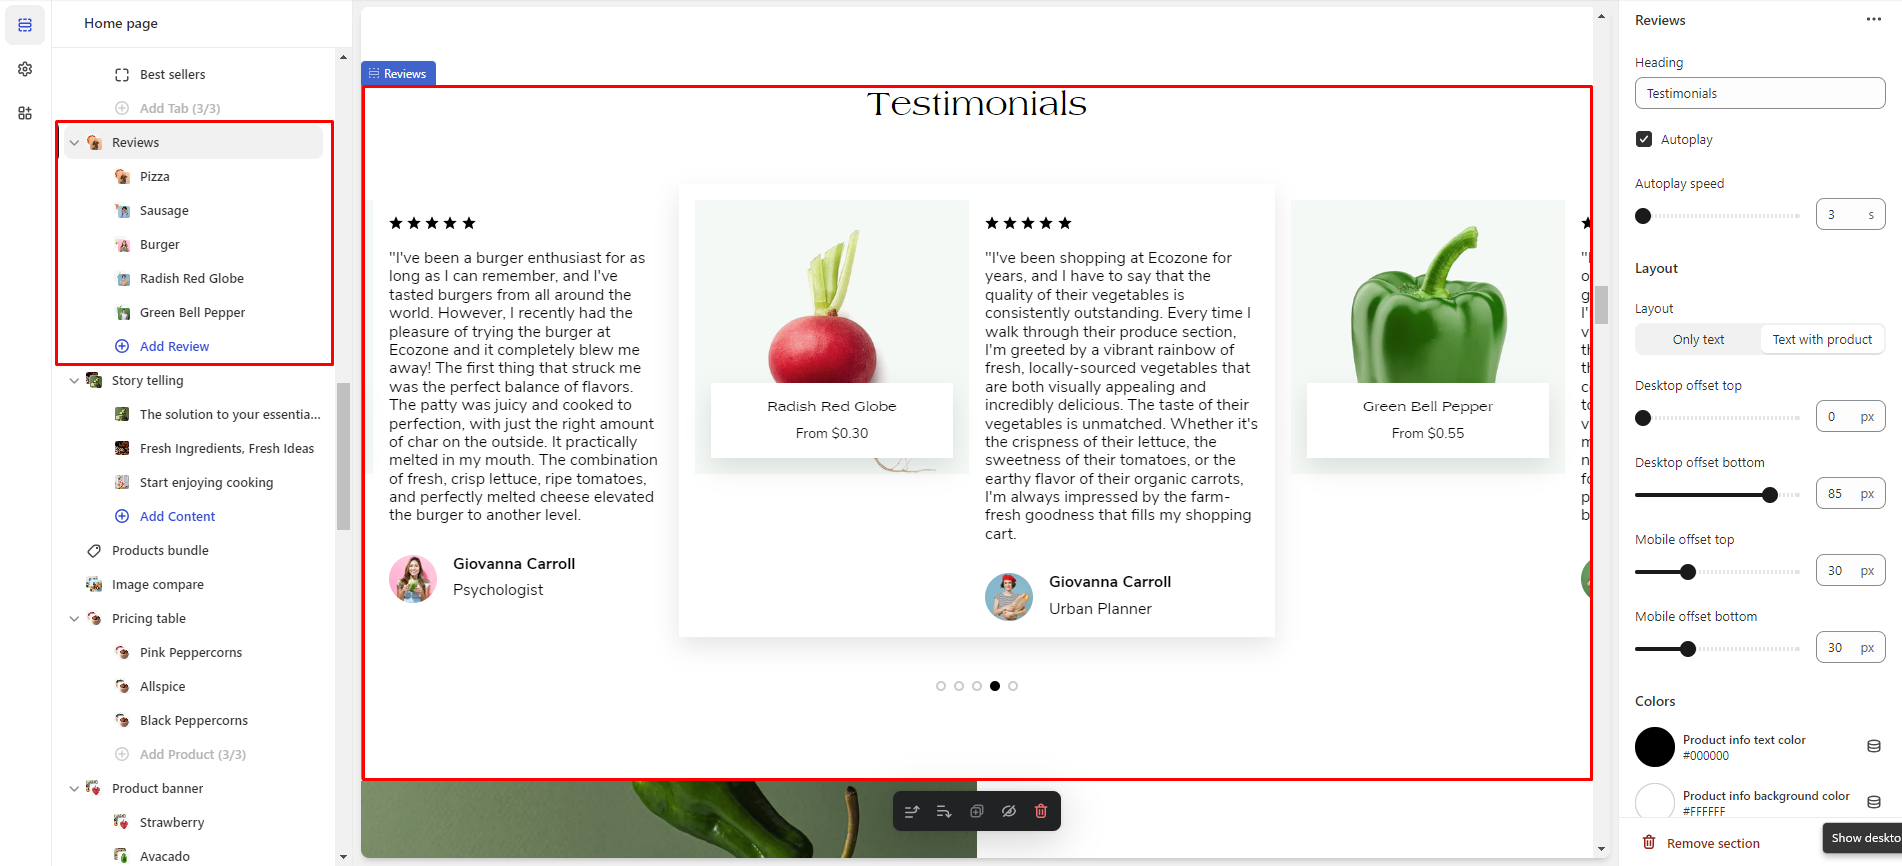 Home page
Best sellers
Add Tab (3/3)
Reviews
Pizza
Sausage
Burger
Radish Red Globe
Green Bell Pepper
Add Review
Story telling
The solution to your essentia...
Fresh Ingredients, Fresh Ideas
Start enjoying cooking
Add Content
Products bundle
Image compare
Pricing table
Pink Peppercorns
Allspice
Black Peppercorns
Add Product (3/3)
Product banner
Strawberry
Avacado
Reviews
Testimonials
"I've been a burger enthusiast for as
long as I can remember, and I've
tasted burgers from all around the
world. However, I recently had the
pleasure of trying the burger at
Ecozone and it completely blew me
away! The first thing that struck me
was the perfect balance of flavors.
The patty was juicy and cooked to
perfection, with just the right amount
of char on the outside. It practically
melted in my mouth. The combination
of fresh, crisp lettuce, ripe tomatoes,
and perfectly melted cheese elevated
the burger to another level.
Giovanna Carroll
Psychologist
Radish Red Globe
From $0.30
"I've been shopping at Ecozone for
years, and I have to say that the
quality of their vegetables is
consistently outstanding. Every time I
walk through their produce section,
I'm greeted by a vibrant rainbow of
fresh, locally-sourced vegetables that
are both visually appealing and
incredibly delicious. The taste of their
vegetables is unmatched. Whether it's
the crispness of their lettuce, the
sweetness of their tomatoes, or the
earthy flavor of their organic carrots,
I'm always impressed by the farm-
fresh goodness that fills my shopping
cart.
Giovanna Carroll
Urban Planner
Green Bell Pepper
From $0.55
Reviews
Heading
Testimonials
Autoplay
Autoplay speed
3 s
Layout
Layout
Only text
Text with product
Desktop offset top
0 px
Desktop offset bottom
85 px
Mobile offset top
30 px
Mobile offset bottom
30 px
Colors
Product info text color
#000000
Product info background color
#FFFFFF
Remove section
Show deskto